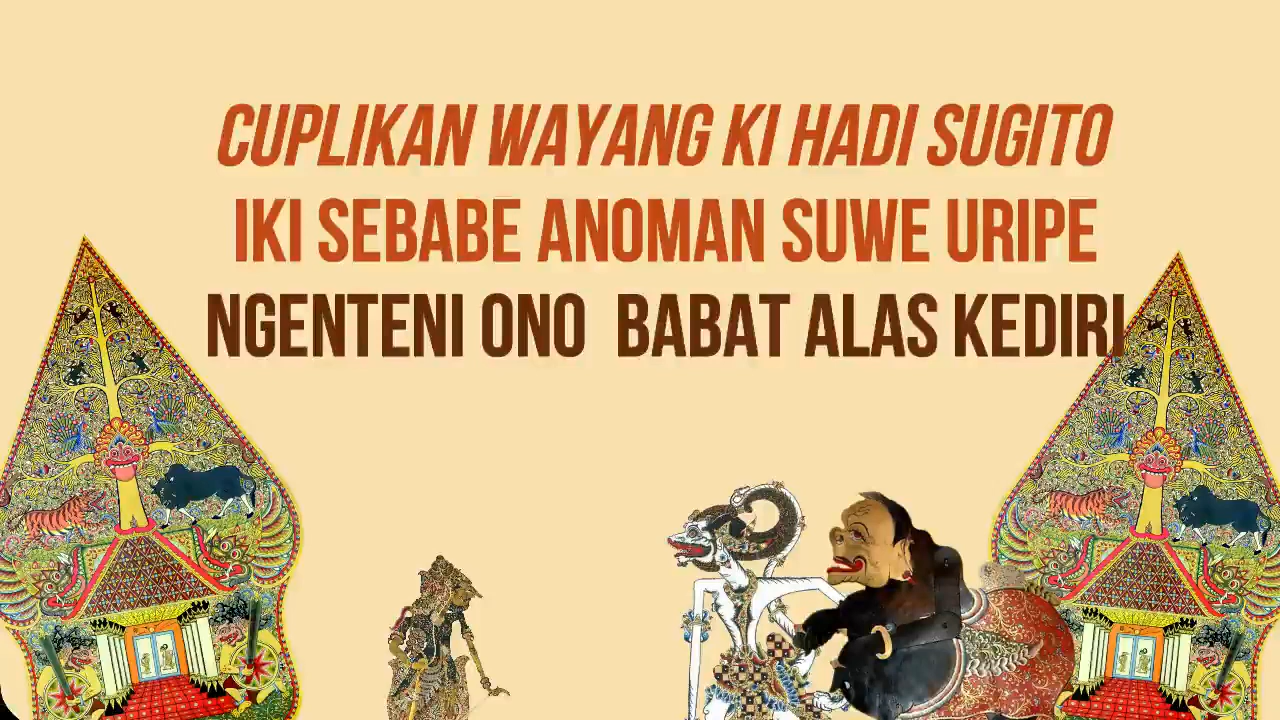 CUPLIKAN WAYANG KI HADI SUGITO
IKI SEBABE ANOMAN SUWE URIPE
NGENTENI ONO BABAT ALAS KEDIRI